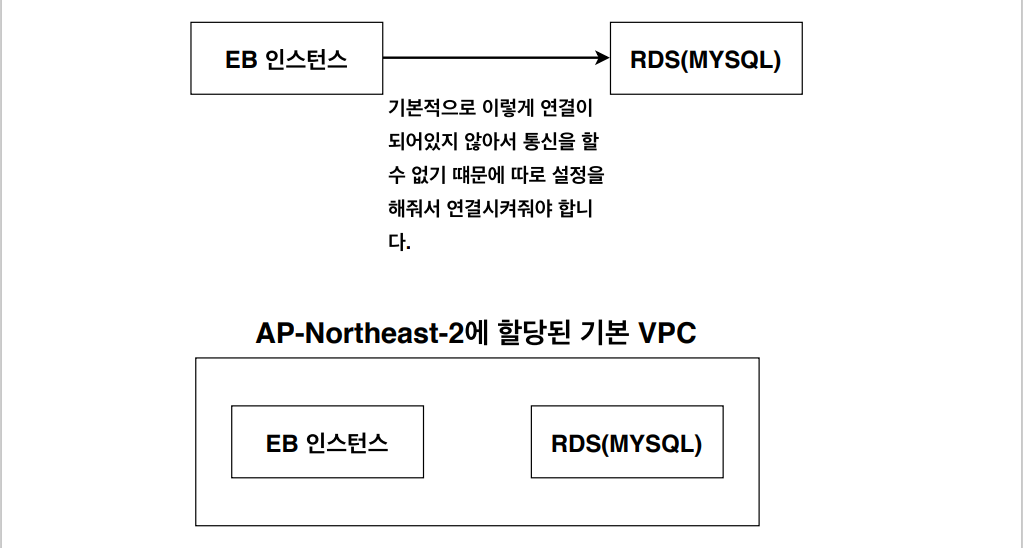 EB 인스턴스
RDS(MYSQL)
기본적으로 이렇게 연결이
되어있지 않아서 통신을 할
수 없기 떄문에 따로 설정을
해줘서 연결시켜줘야 합니
다.
AP-Northeast-2에 할당된 기본 VPC
EB 인스턴스
RDS(MYSQL)